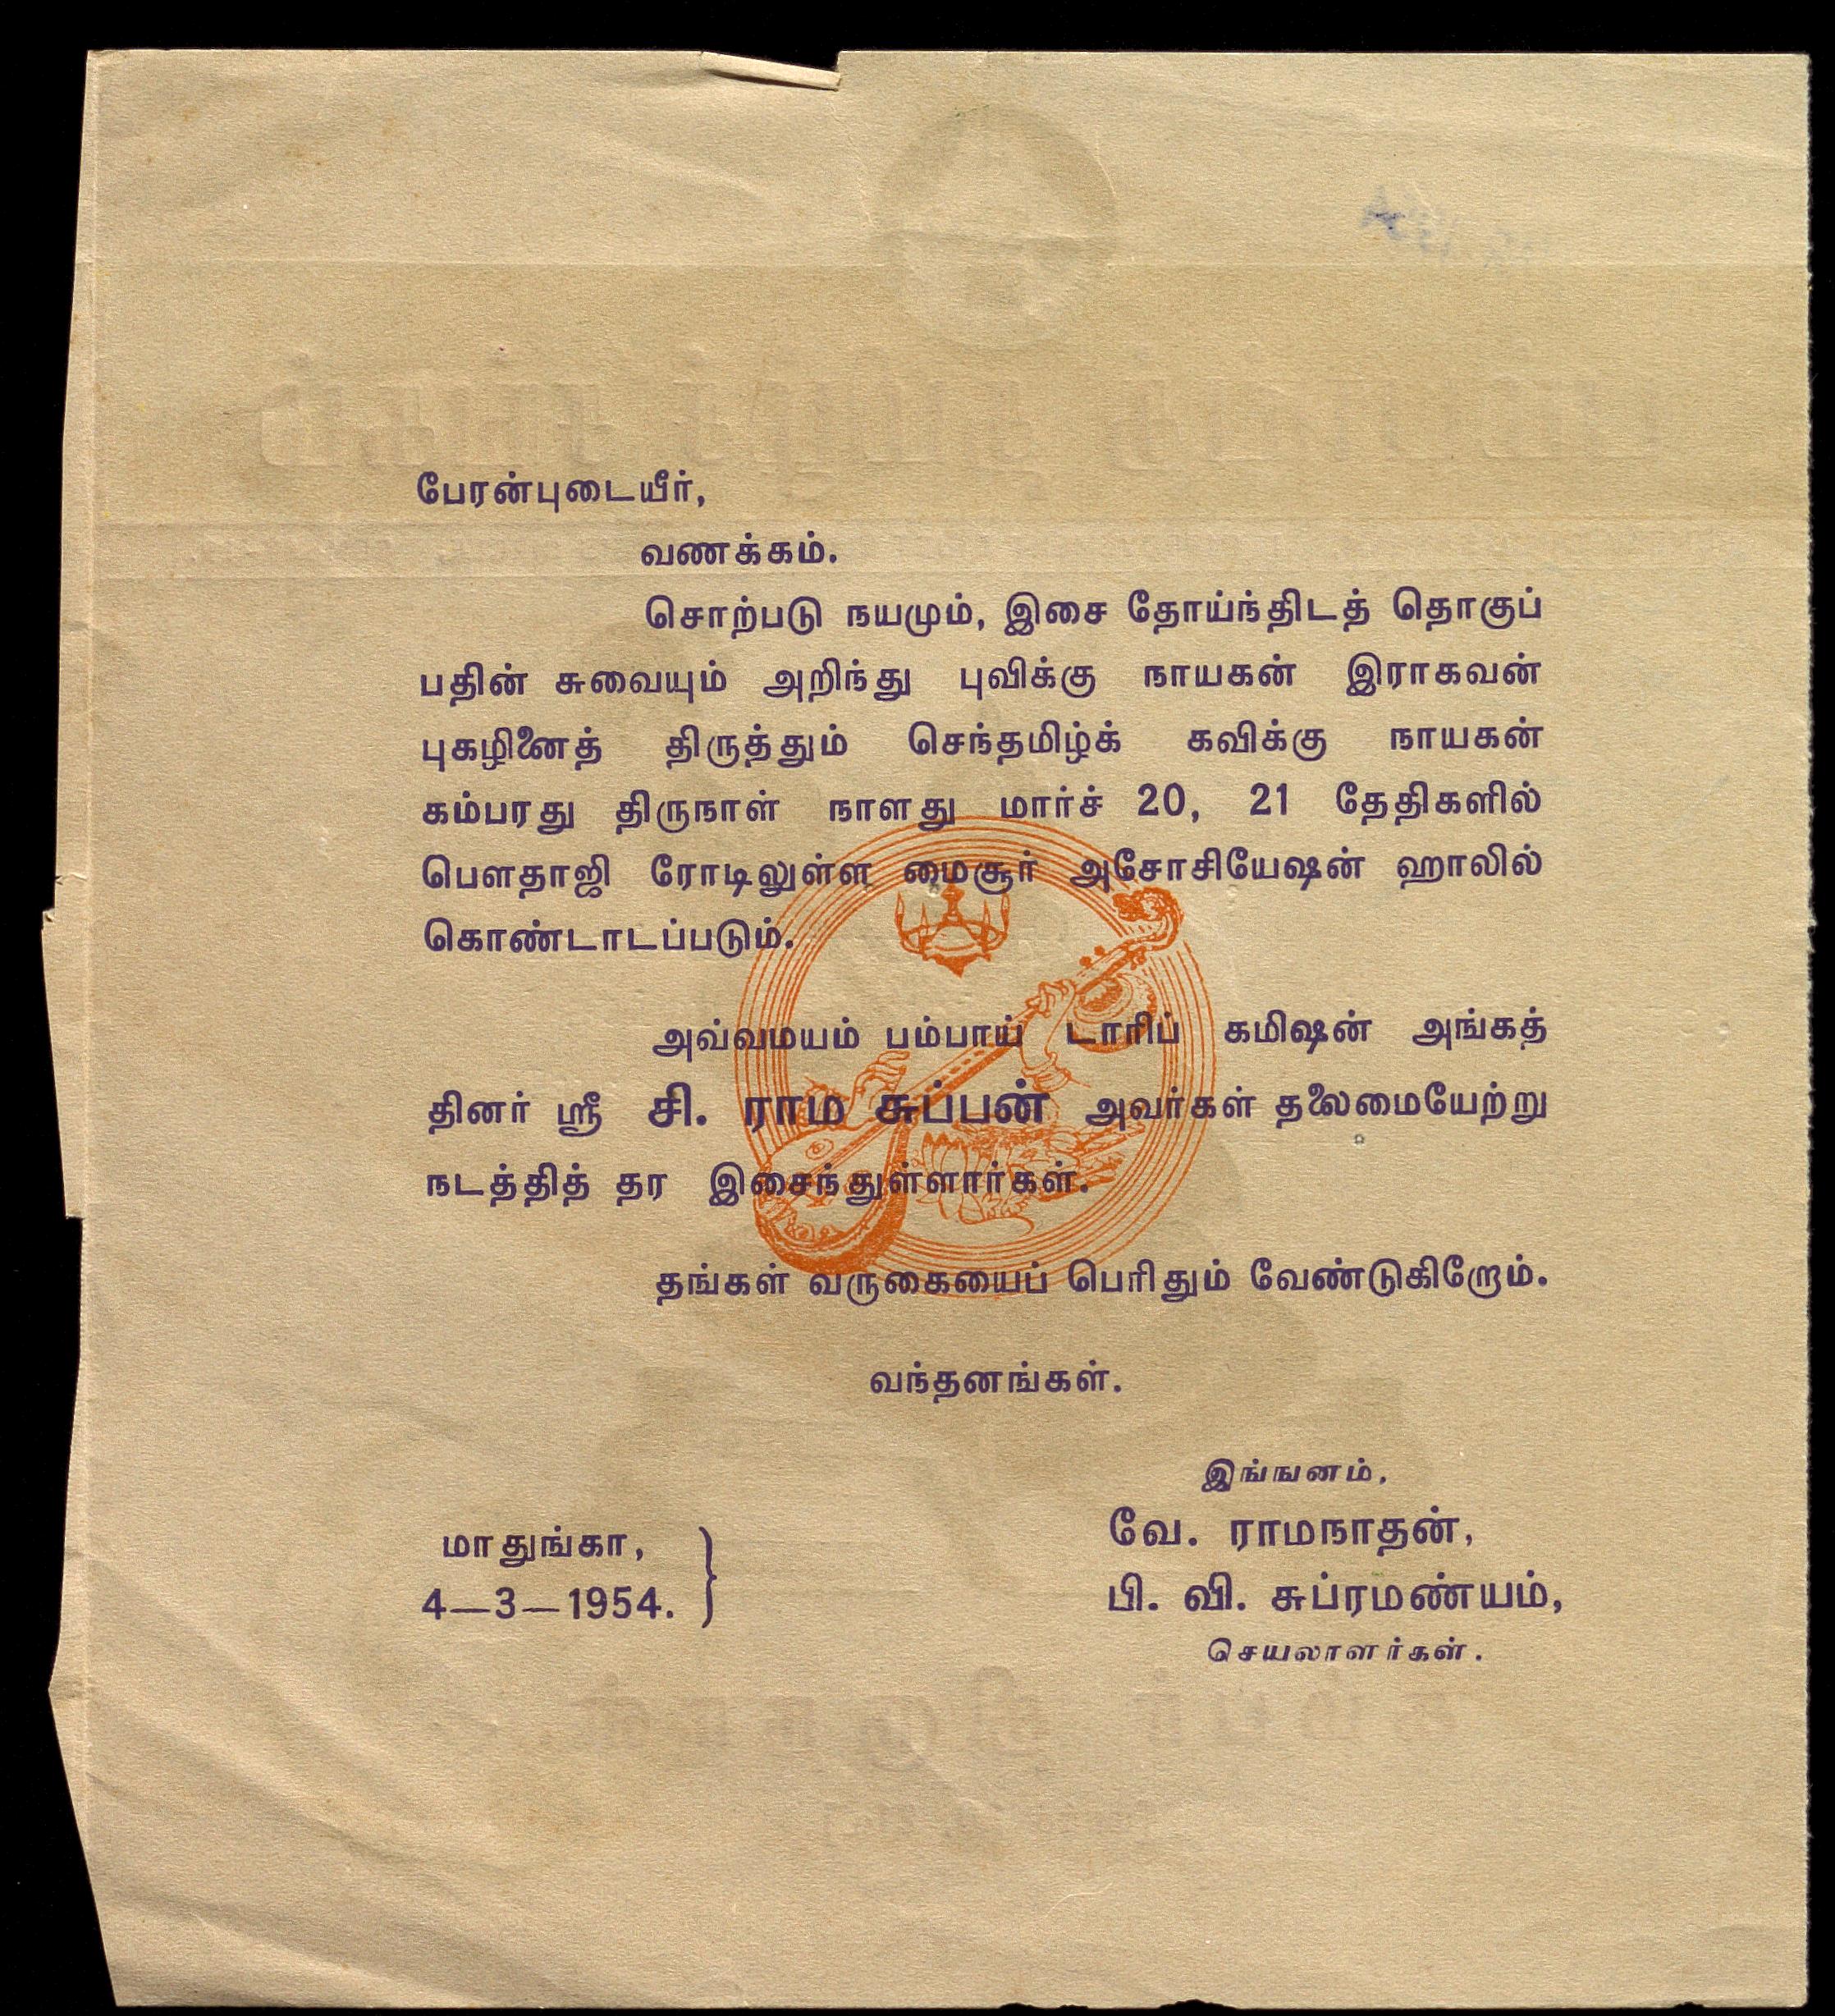 பேரன்புடையீர்,
வணக்கம்.
சொற்படு நயமும், இசை தோய்ந்திடத் தொகுப்
பதின் சுவையும் அறிந்து புவிக்கு நாயகன் இராகவன்
புகழினைத் திருத்தும் செந்தமிழ்க் கவிக்கு நாயகன்
கம்பரது திருநாள் நாளது மார்ச் 20, 21 தேதிகளில்
பௌதாஜி ரோடிலுள்ள மைசூர் அசோசியேஷன் ஹாலில்
கொண்டாடப்படும்.
அவ்வமயம் பம்பாய் டாரிப் கமிஷன் அங்கத்
தினர் ஸ்ரீ சி. ராம சுப்பன் அவர்கள் தலைமையேற்று
நடத்தித் தர இசைந்துள்ளார்கள்.
தங்கள் வருகையைப் பெரிதும் வேண்டுகிறோம்.
வந்தனங்கள்.
இங்ஙனம்,
வே. ராமநாதன்,
மாதுங்கா,
4—3—1954.
பி. வி. சுப்ரமண்யம்,
செயலாளர்கள்.